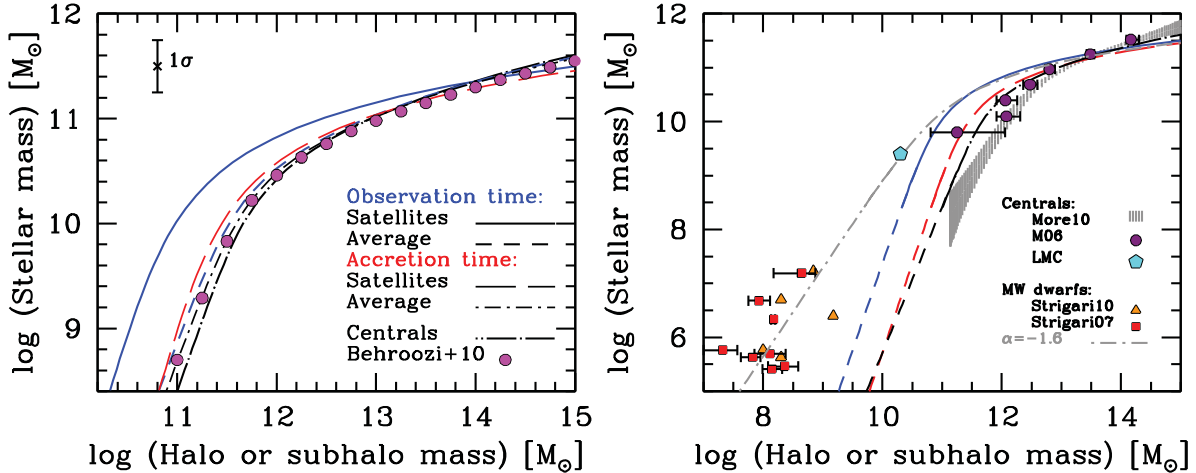 log (Stellar mass) [M⊙]
12
11
10
9
1σ
Observation time:
Satellites
Average
Accretion time:
Satellites
Average
Centrals
Behroozi+10
11
12
13
14
15
log (Halo or subhalo mass) [M⊙]
log (Stellar mass) [M⊙]
12
10
8
6
Centrals:
More10
M06
LMC
MW dwarfs:
Strigari10
Strigari07
α=−1.6
8
10
12
14
log (Halo or subhalo mass) [M⊙]